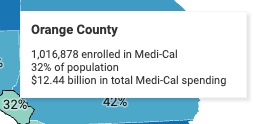 Orange County
1,016,878 enrolled in Medi-Cal
32% of population
$12.44 billion in total Medi-Cal spending
32%
42%